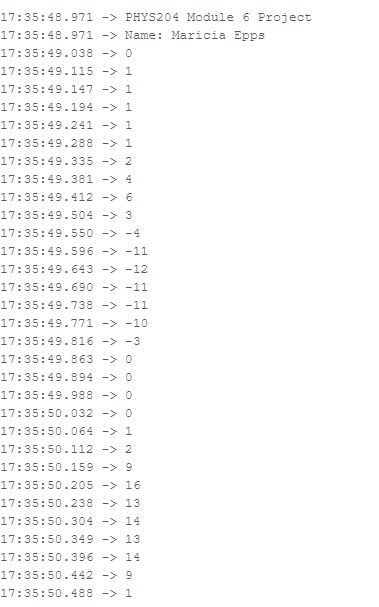 17:35:48.971 -> PHYS204 Module 6 Project
17:35:48.971 -> Name: Maricia Epps
17:35:49.038 -> 0
17:35:49.115 -> 1
17:35:49.147 -> 1
17:35:49.194 -> 1
17:35:49.241 -> 1
17:35:49.288 -> 1
17:35:49.335 -> 2
17:35:49.381 -> 4
17:35:49.412 -> 6
17:35:49.504 -> 3
17:35:49.550 -> -4
17:35:49.596 -> -11
17:35:49.643 -> -12
17:35:49.690 -> -11
17:35:49.738 -> -11
17:35:49.771 -> -10
17:35:49.816 -> -3
17:35:49.863 -> 0
17:35:49.894 -> 0
17:35:49.988 -> 0
17:35:50.032 -> 0
17:35:50.064 -> 1
17:35:50.112 -> 2
17:35:50.159 -> 9
17:35:50.205 -> 16
17:35:50.238 -> 13
17:35:50.304 -> 14
17:35:50.349 -> 13
17:35:50.396 -> 14
17:35:50.442 -> 9
17:35:50.488 -> 1